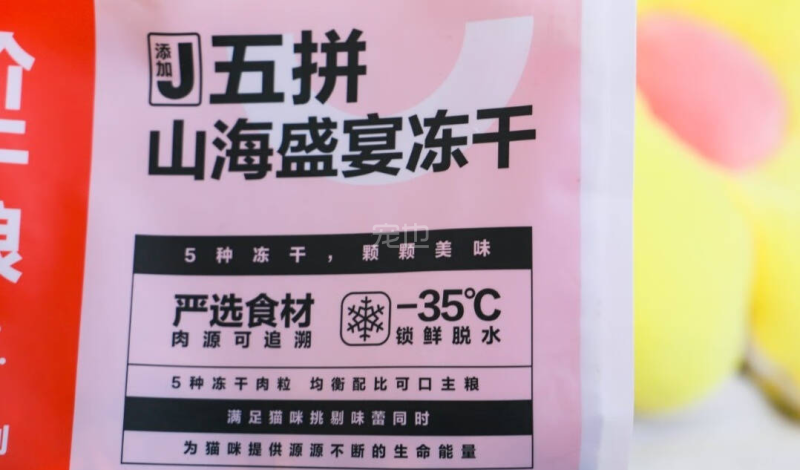 添加
J五拼
山海盛宴冻干
5种冻干，颗颗美味
严选食材
肉源可追溯
-35℃
锁鲜脱水
5种冻干肉粒 均衡配比可口主粮
满足猫咪挑剔味蕾同时
为猫咪提供源源不断的生命能量
宠巾